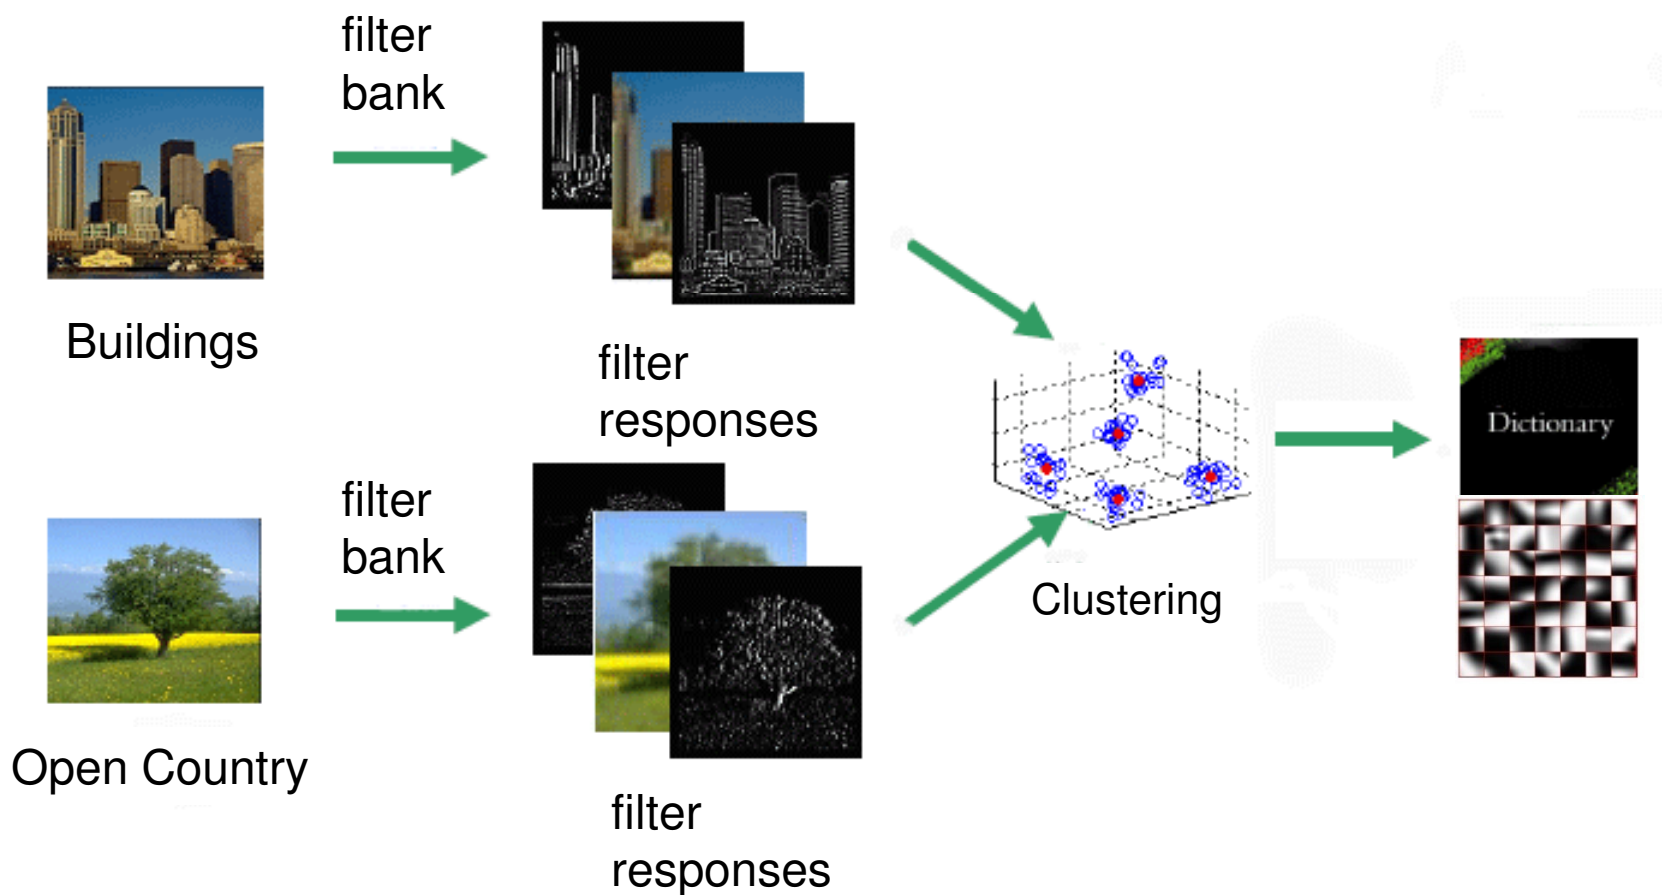 filter
bank
Buildings
filter
responses
filter
bank
Open Country
filter
responses
Clustering
Dictionary